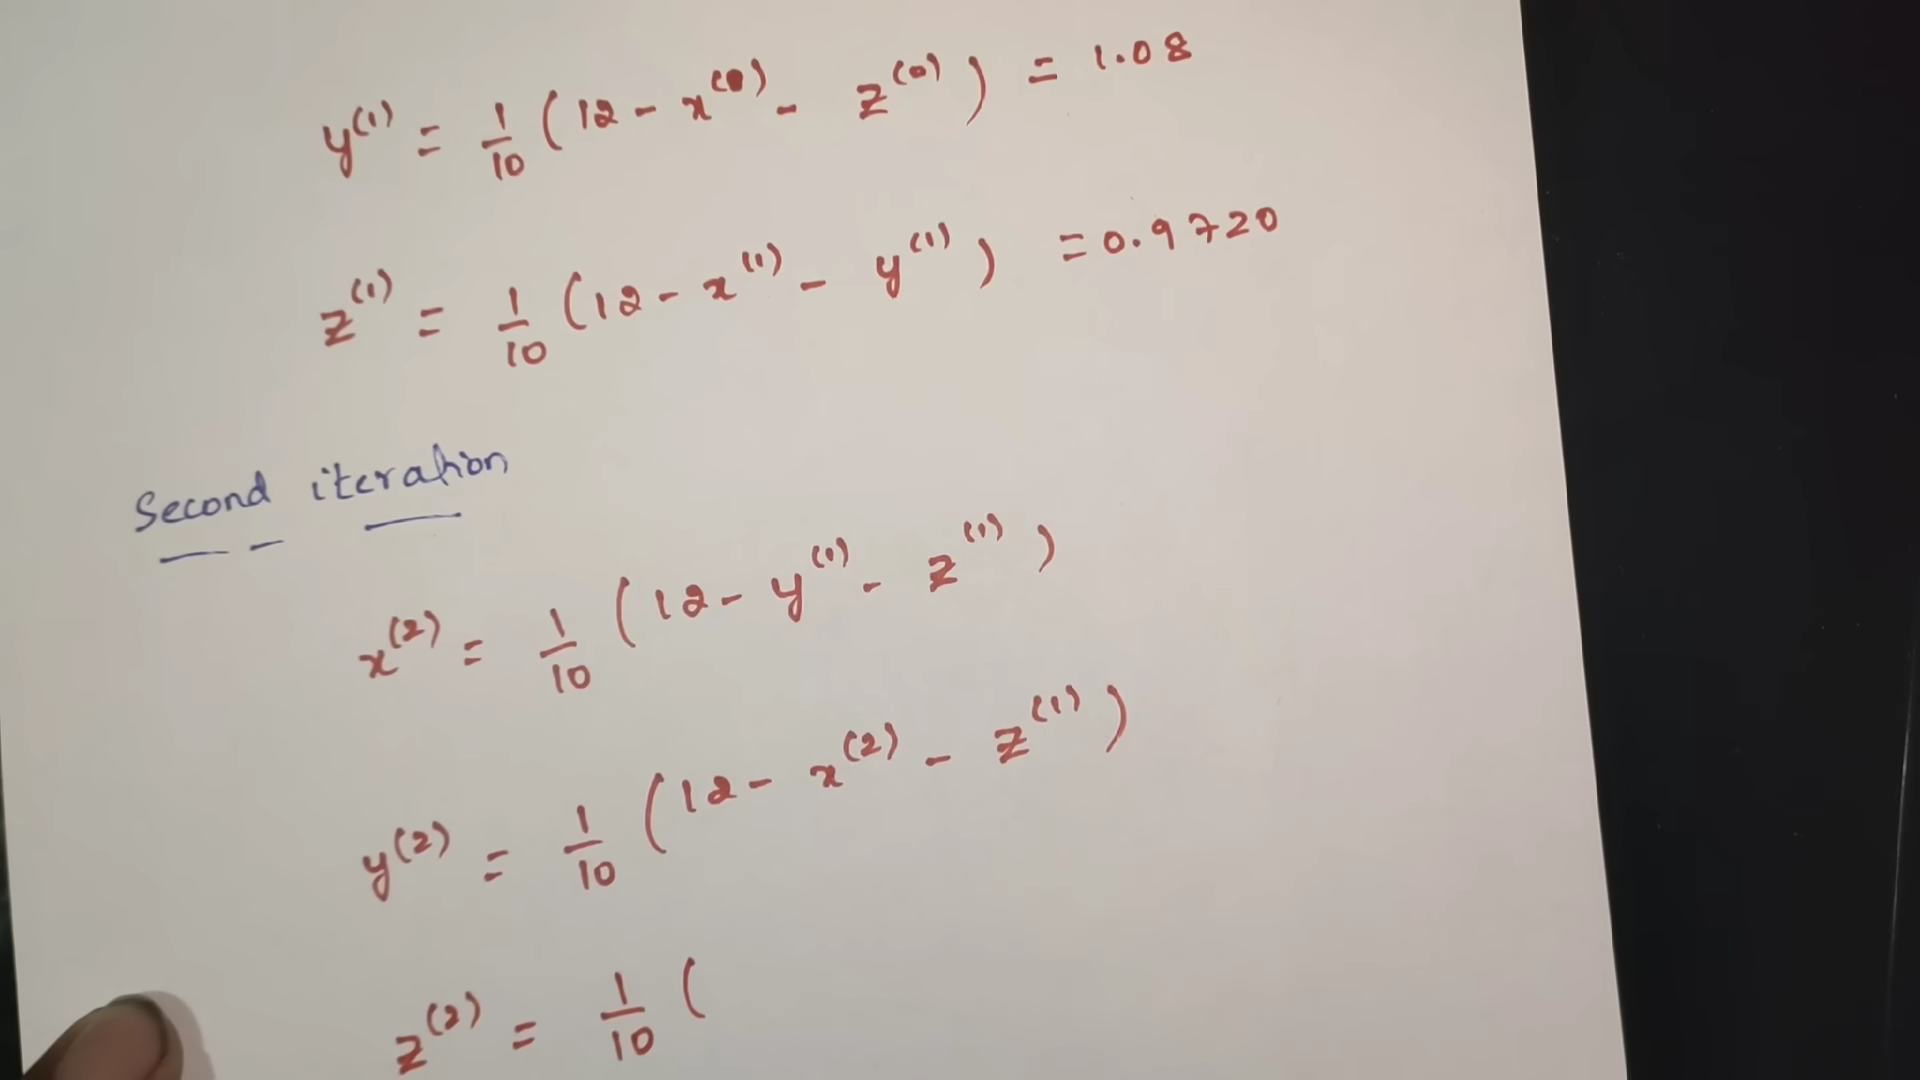 y⁽¹⁾ = 1/10 (12 - x⁽⁰⁾ - z⁽⁰⁾) = 1.08
z⁽¹⁾ = 1/10 (12 - x⁽¹⁾ - y⁽¹⁾) = 0.9720
Second iteration
x⁽²⁾ = 1/10 (12 - y⁽¹⁾ - z⁽¹⁾)
y⁽²⁾ = 1/10 (12 - x⁽²⁾ - z⁽¹⁾)
z⁽²⁾ = 1/10 (